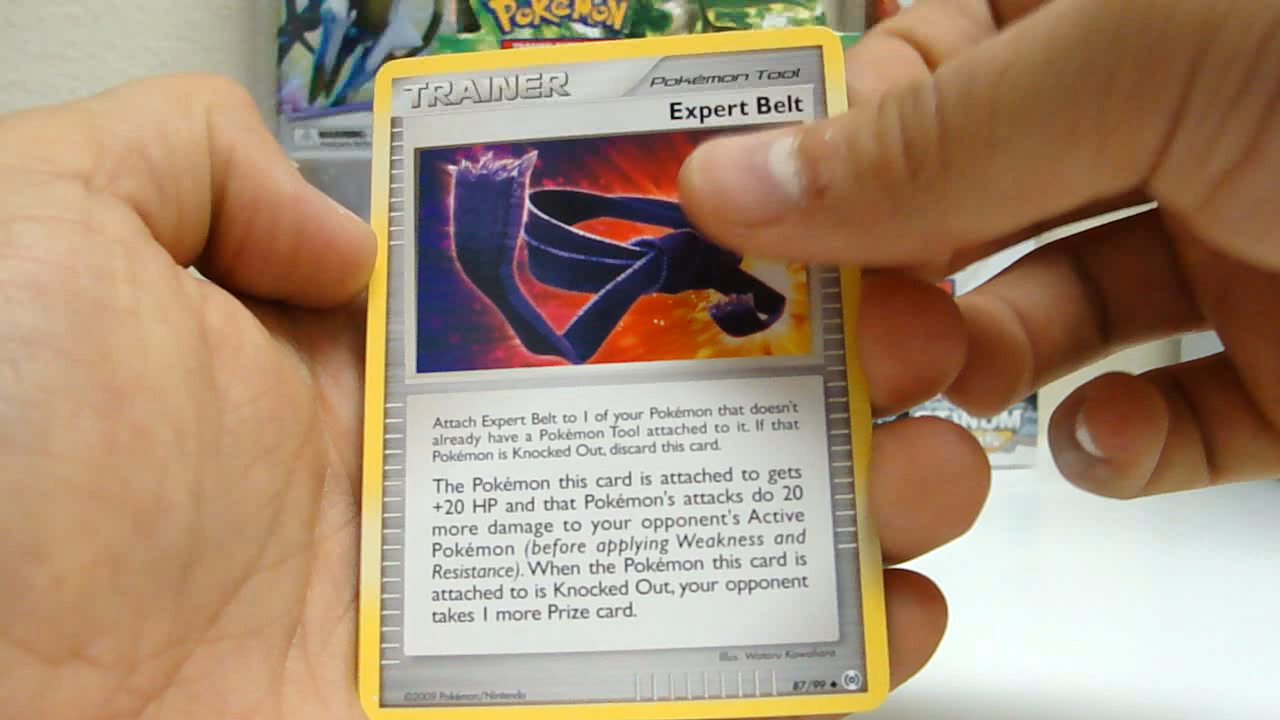 POKéMON
TRAINER
Pokémon Tool
Expert Belt
Attach Expert Belt to 1 of your Pokémon that doesn't
already have a Pokémon Tool attached to it. If that
Pokémon is Knocked Out, discard this card.
The Pokémon this card is attached to gets
+20 HP and that Pokémon's attacks do 20
more damage to your opponent's Active
Pokémon (before applying Weakness and
Resistance). When the Pokémon this card is
attached to is Knocked Out, your opponent
takes 1 more Prize card.
Illus. Wataru Kawahara
©2009 Pokémon/Nintendo
87/99